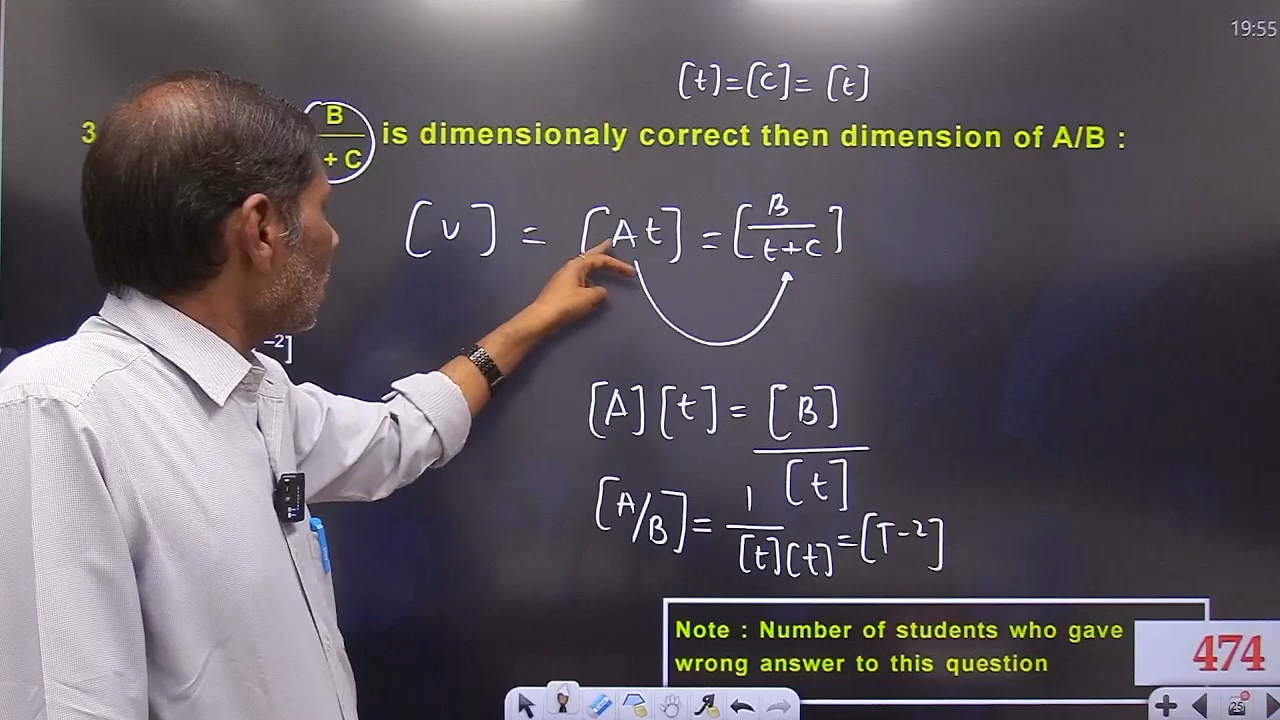 19:55
[t]=[C]= [t]
3
B
+ C
is dimensionaly correct then dimension of A/B :
[v] = [At] = [B/t+c]
−2]
[A][t] = [B]/[t]
[A/B] = 1/[t][t] = [T-2]
Note : Number of students who gave
wrong answer to this question
474
25